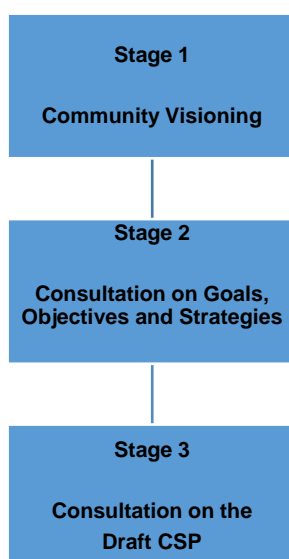 Stage 1
Community Visioning
Stage 2
Consultation on Goals,
Objectives and Strategies
Stage 3
Consultation on the
Draft CSP